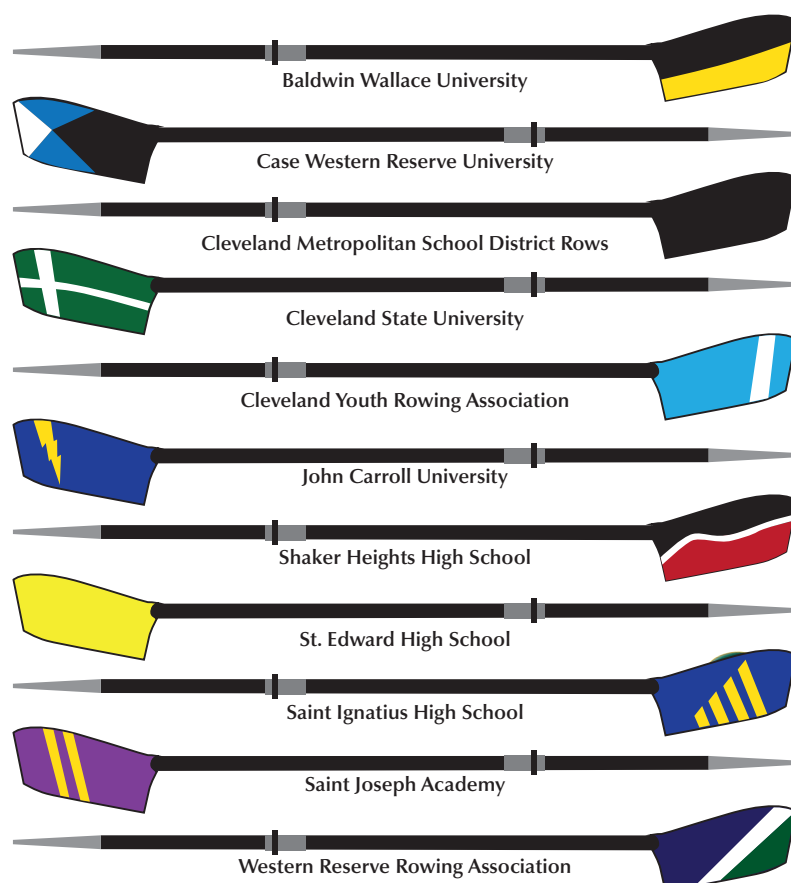 Baldwin Wallace University
Case Western Reserve University
Cleveland Metropolitan School District Rows
Cleveland State University
Cleveland Youth Rowing Association
John Carroll University
Shaker Heights High School
St. Edward High School
Saint Ignatius High School
Saint Joseph Academy
Western Reserve Rowing Association